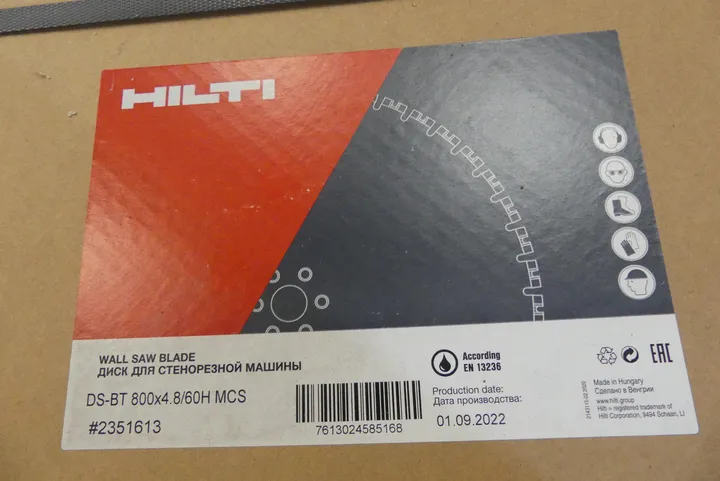 HILTI
WALL SAW BLADE
ДИСК ДЛЯ СТЕНОРЕЗНОЙ МАШИНЫ
DS-BT 800x4.8/60H MCS
#2351613
7613024585168
According
EN 13236
Production date:
Дата производства:
01.09.2022
EAC
Made in Hungary
Сделано в Венгрии
www.hilti.group
Hilti = registered trademark of
Hilti Corporation, 9494 Schaan, LI